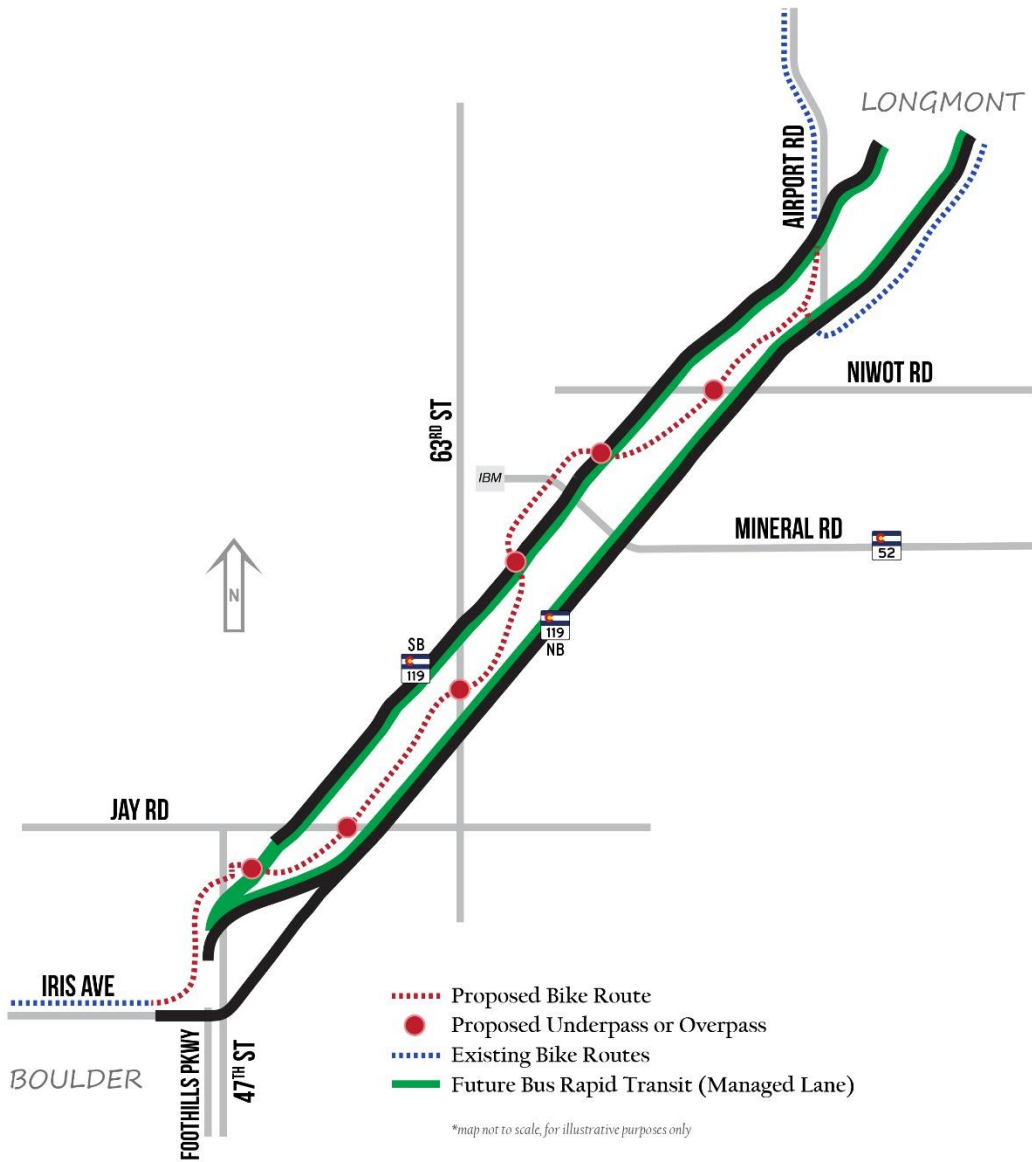 LONGMONT
AIRPORT RD
NIWOT RD
63RD ST
IBM
MINERAL RD
52
N
119
NB
SB
119
JAY RD
IRIS AVE
BOULDER
FOOTHILLS PKWY
47TH ST
Proposed Bike Route
Proposed Underpass or Overpass
Existing Bike Routes
Future Bus Rapid Transit (Managed Lane)
*map not to scale, for illustrative purposes only